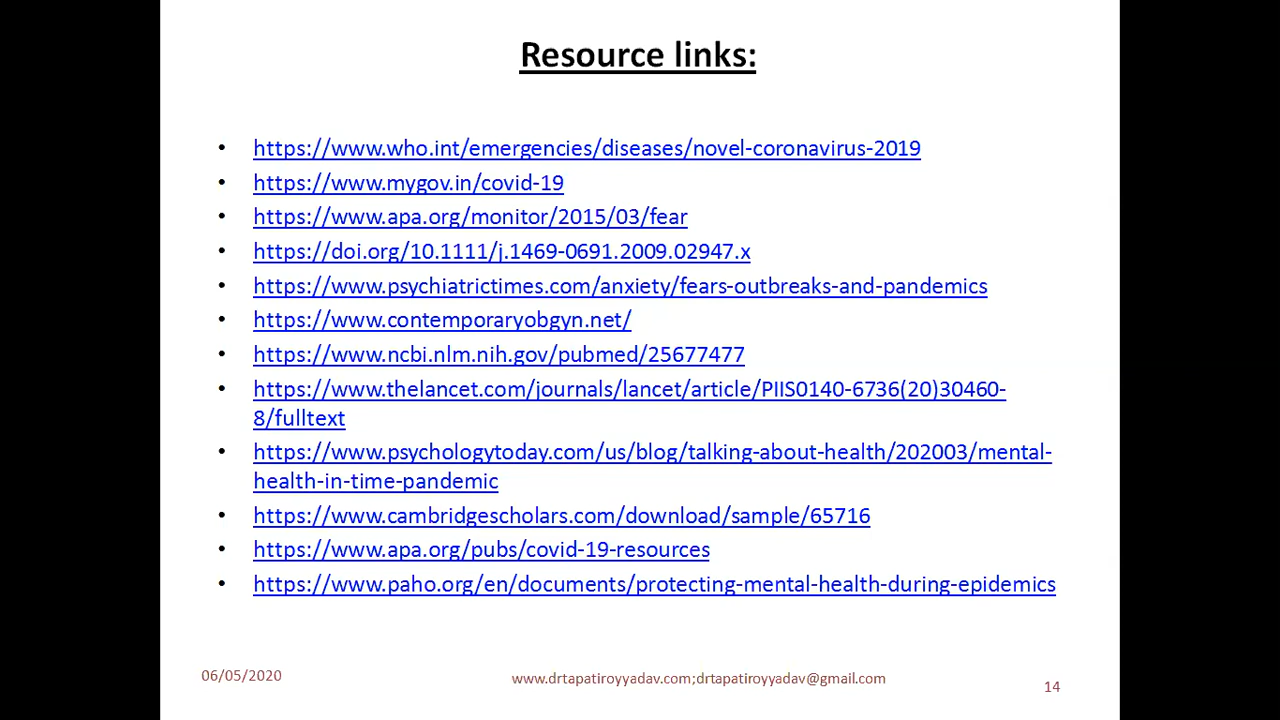 Resource links:
• https://www.who.int/emergencies/diseases/novel-coronavirus-2019
• https://www.mygov.in/covid-19
• https://www.apa.org/monitor/2015/03/fear
• https://doi.org/10.1111/j.1469-0691.2009.02947.x
• https://www.psychiatrictimes.com/anxiety/fears-outbreaks-and-pandemics
• https://www.contemporaryobgyn.net/
• https://www.ncbi.nlm.nih.gov/pubmed/25677477
• https://www.thelancet.com/journals/lancet/article/PIIS0140-6736(20)30460-
8/fulltext
• https://www.psychologytoday.com/us/blog/talking-about-health/202003/mental-
health-in-time-pandemic
• https://www.cambridgescholars.com/download/sample/65716
• https://www.apa.org/pubs/covid-19-resources
• https://www.paho.org/en/documents/protecting-mental-health-during-epidemics
06/05/2020
www.drtapatiroyyadav.com;drtapatiroyyadav@gmail.com
14